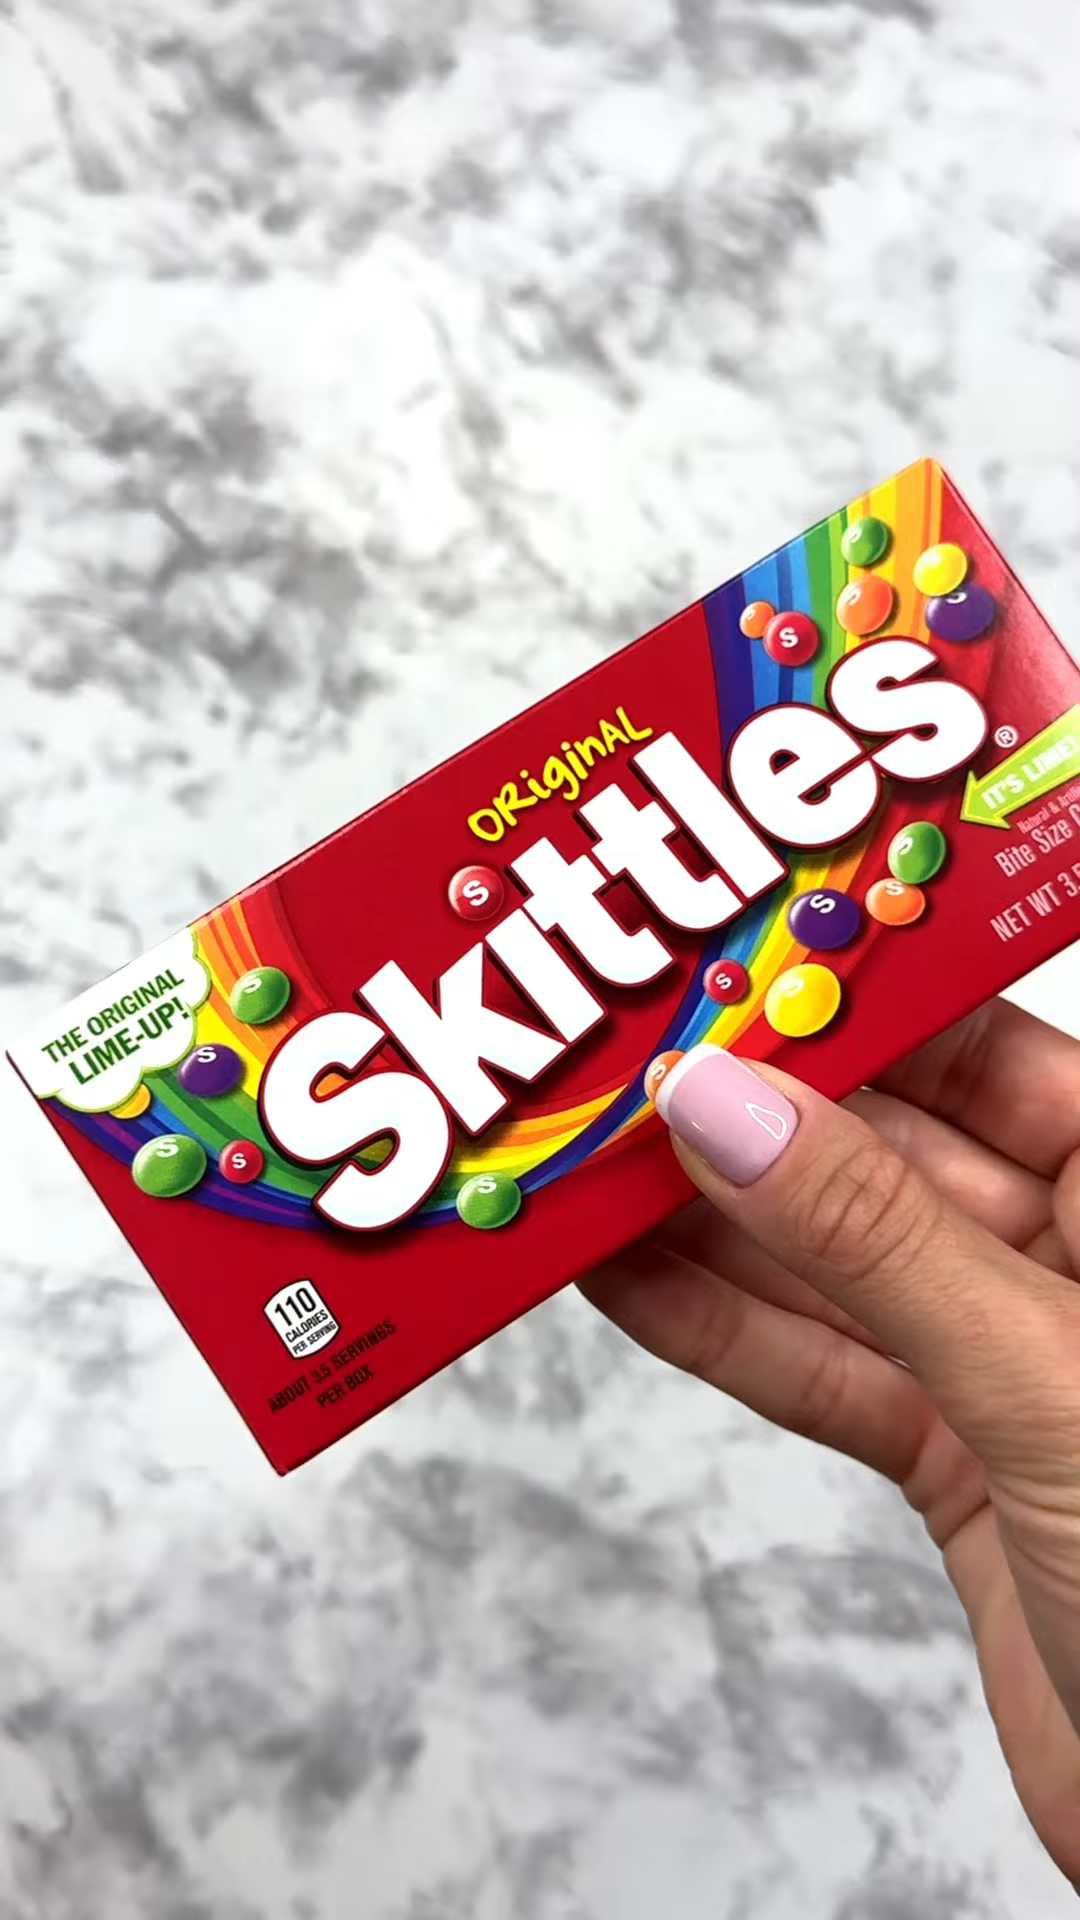 ORiginAL
Skittles®
THE ORIGINAL
LIME-UP!
IT'S LIME!
Natural &
Bite Size
NET WT
S
S
S
S
S
S
S
S
S
S
S
S
S
110
CALORIES
PER SERVING
ABOUT 3.5 SERVINGS
PER BOX